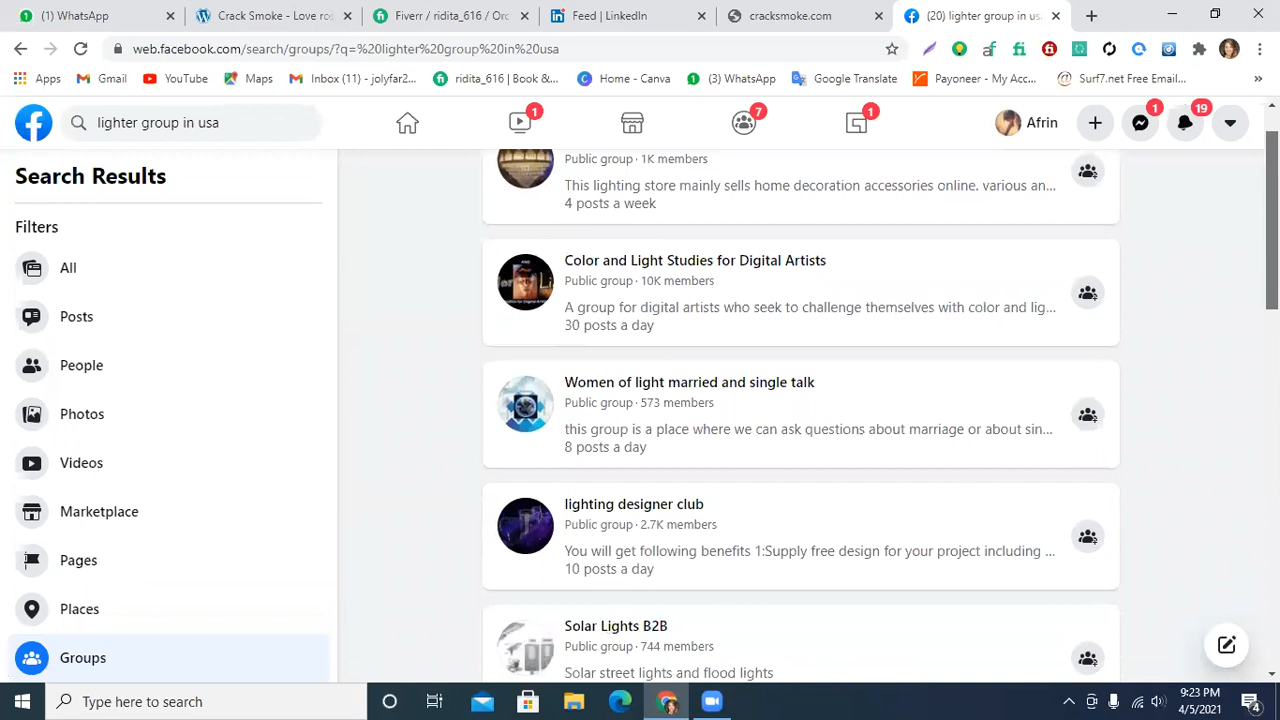 (1) WhatsApp
Crack Smoke - Love ro
Fiverr / ridita_616 / Orc
Feed | LinkedIn
cracksmoke.com
(20) lighter group in us
web.facebook.com/search/groups/?q=%20lighter%20group%20in%20usa
Apps
Gmail
YouTube
Maps
Inbox (11) - jolyfar2...
ridita_616 | Book &...
Home - Canva
(3) WhatsApp
Google Translate
Payoneer - My Acc...
Surf7.net Free Email...
»
lighter group in usa
1
7
1
Afrin
1
19
Search Results
Filters
All
Posts
People
Photos
Videos
Marketplace
Pages
Places
Groups
Public group · 1K members
This lighting store mainly sells home decoration accessories online. various an...
4 posts a week
Color and Light Studies for Digital Artists
Public group · 10K members
A group for digital artists who seek to challenge themselves with color and lig...
30 posts a day
Women of light married and single talk
Public group · 573 members
this group is a place where we can ask questions about marriage or about sin...
8 posts a day
lighting designer club
Public group · 2.7K members
You will get following benefits 1:Supply free design for your project including ...
10 posts a day
Solar Lights B2B
Public group · 744 members
Solar street lights and flood lights
Type here to search
9:23 PM
4/5/2021
4